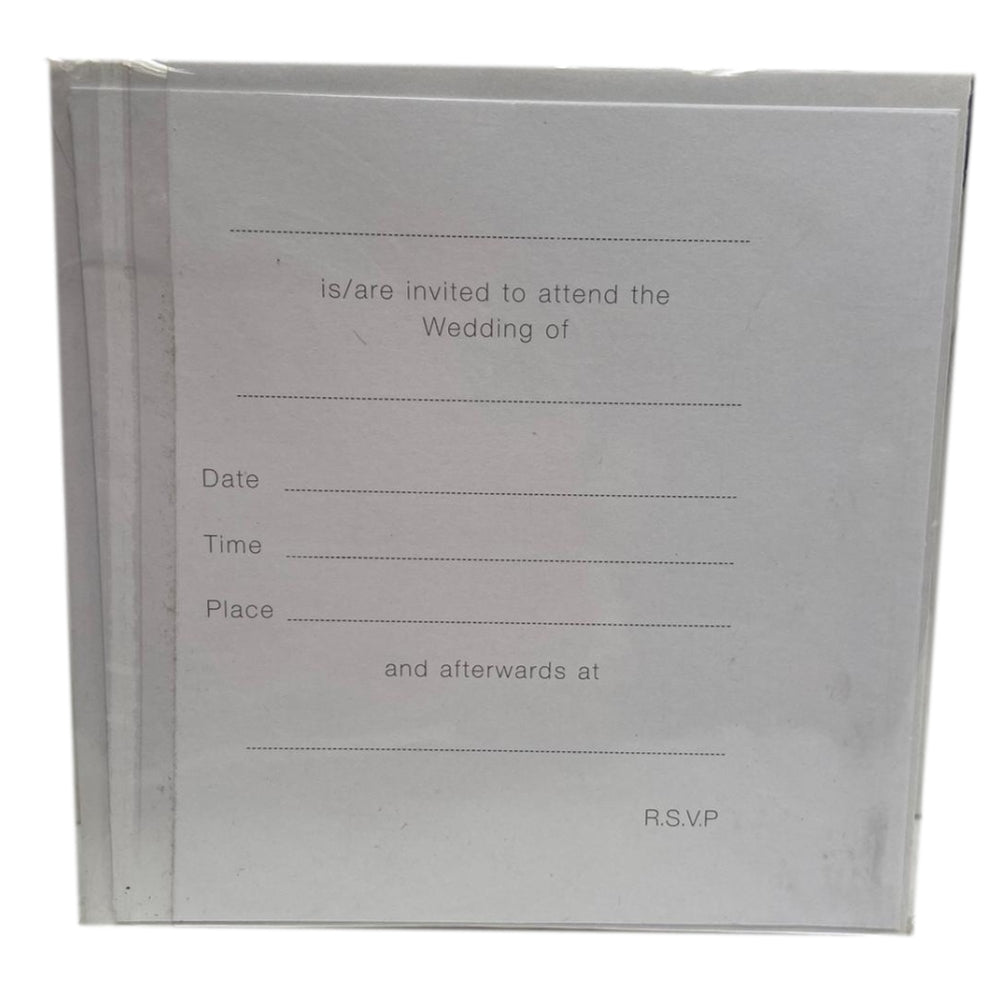 is/are invited to attend the
Wedding of
Date
Time
Place
and afterwards at
R.S.V.P